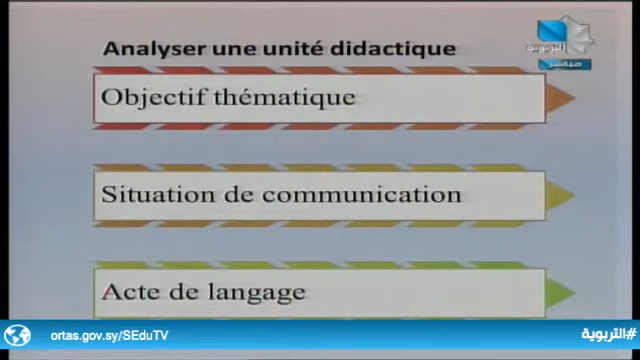 Analyser une unité didactique
التربوية
مباشر
Objectif thématique
Situation de communication
Acte de langage
ortas.gov.sy/SEduTV
#التربوية